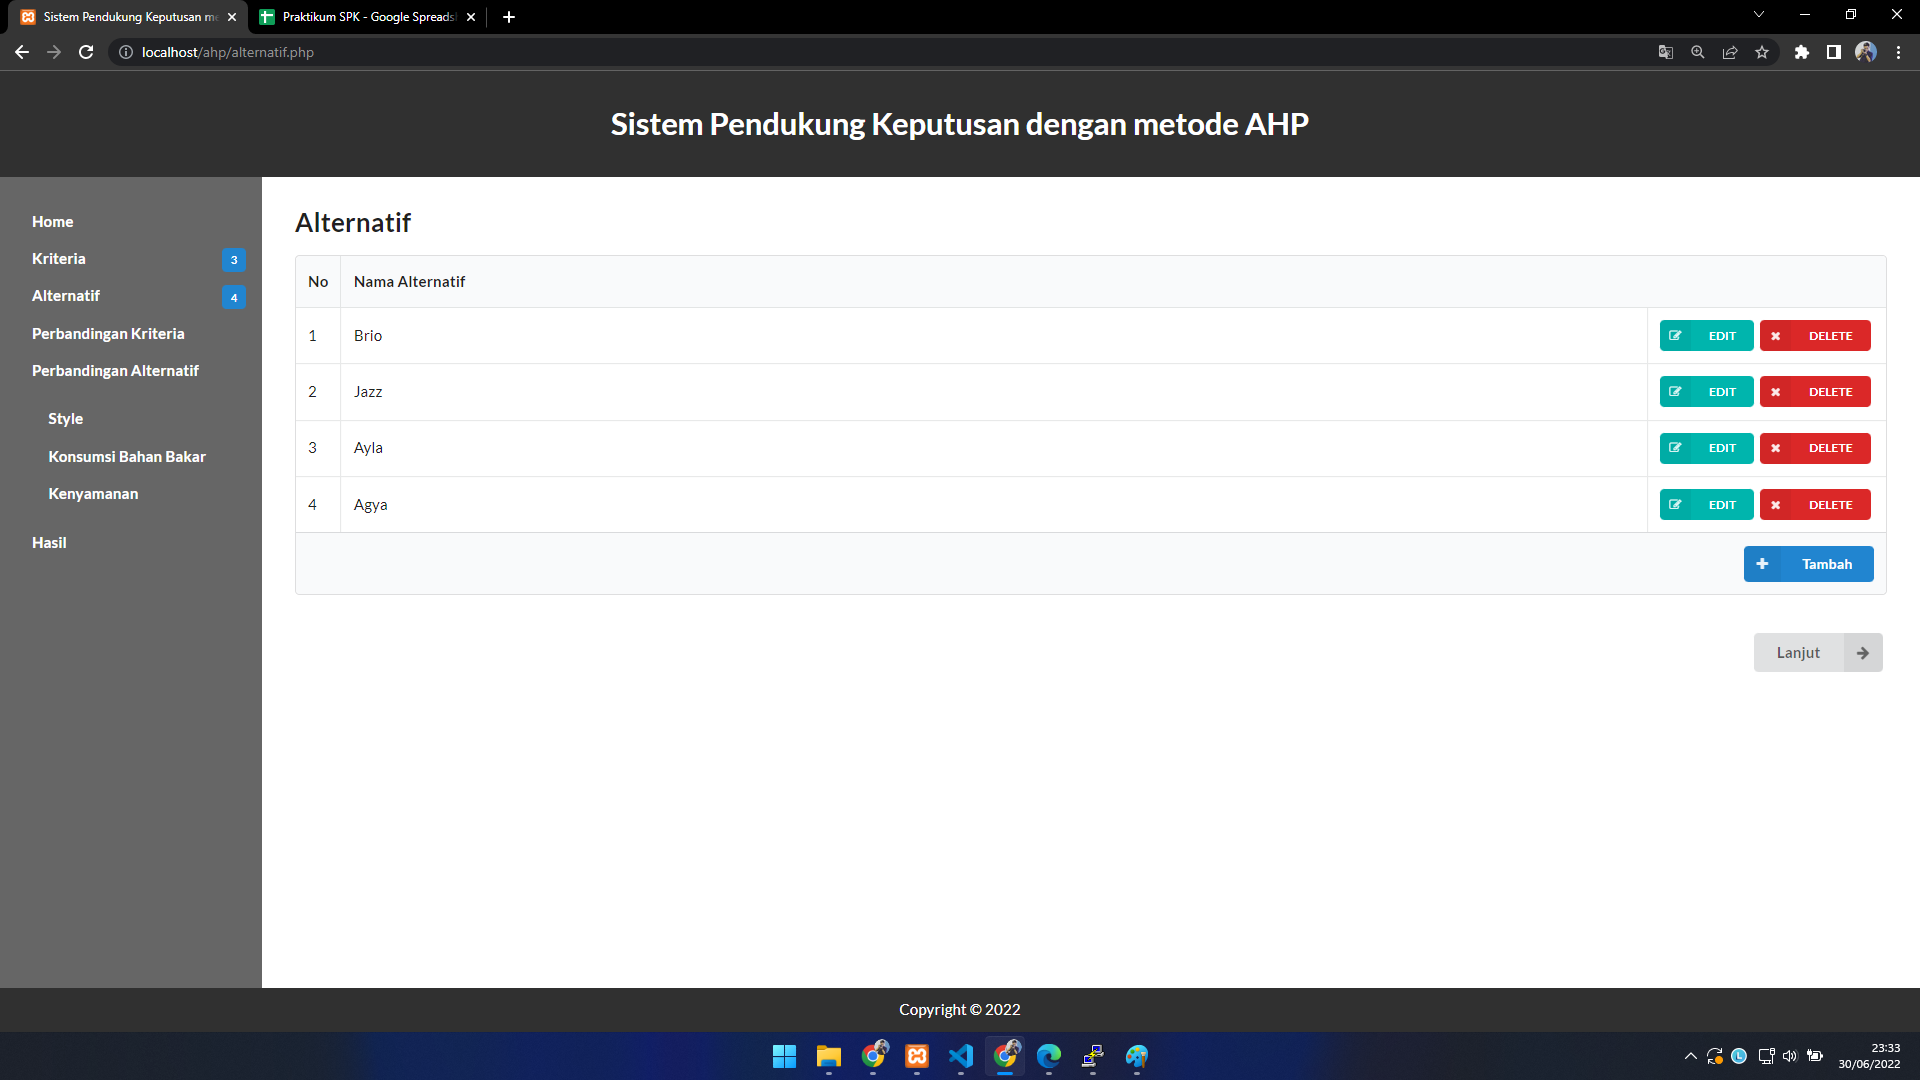 Sistem Pendukung Keputusan me
Praktikum SPK - Google Spreads
localhost/ahp/alternatif.php
Sistem Pendukung Keputusan dengan metode AHP
Home
Kriteria 3
Alternatif 4
Perbandingan Kriteria
Perbandingan Alternatif
Style
Konsumsi Bahan Bakar
Kenyamanan
Hasil
Alternatif
No Nama Alternatif
1 Brio EDIT DELETE
2 Jazz EDIT DELETE
3 Ayla EDIT DELETE
4 Agya EDIT DELETE
Tambah
Lanjut
Copyright © 2022
23:33
30/06/2022